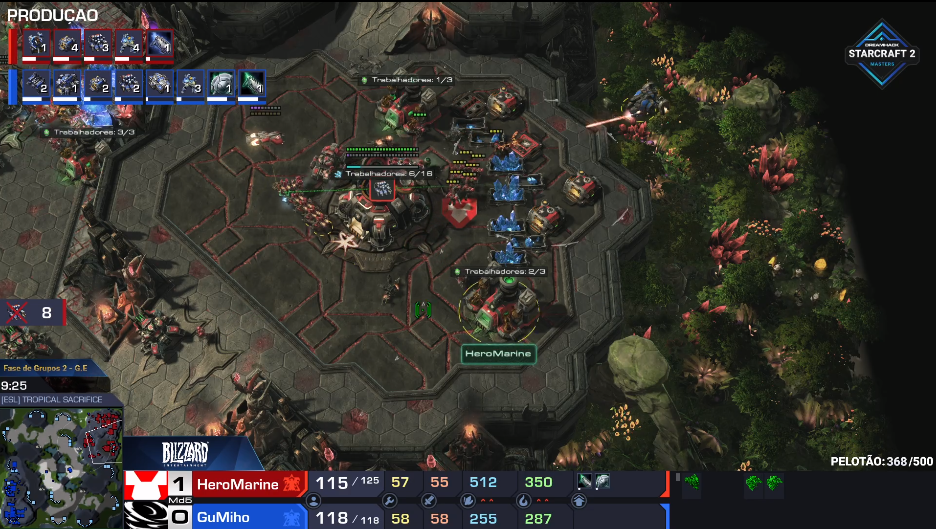 PRODUÇAO
1 4 3 4 1
2 1 2 2 1 3 1 1
DREAMHACK
STARCRAFT 2
MASTERS
Trabalhadores: 1/3
Trabalhadores: 3/3
Trabalhadores: 6/16
Trabalhadores: 2/3
HeroMarine
8
Fase de Grupos 2 - G.E
9:25
[ESL] TROPICAL SACRIFICE
BLIZZARD
ENTERTAINMENT
PELOTÃO: 368/500
1 HeroMarine 115 / 125 57 55 512 350
Md5
0 GuMiho 118 / 118 58 58 255 287